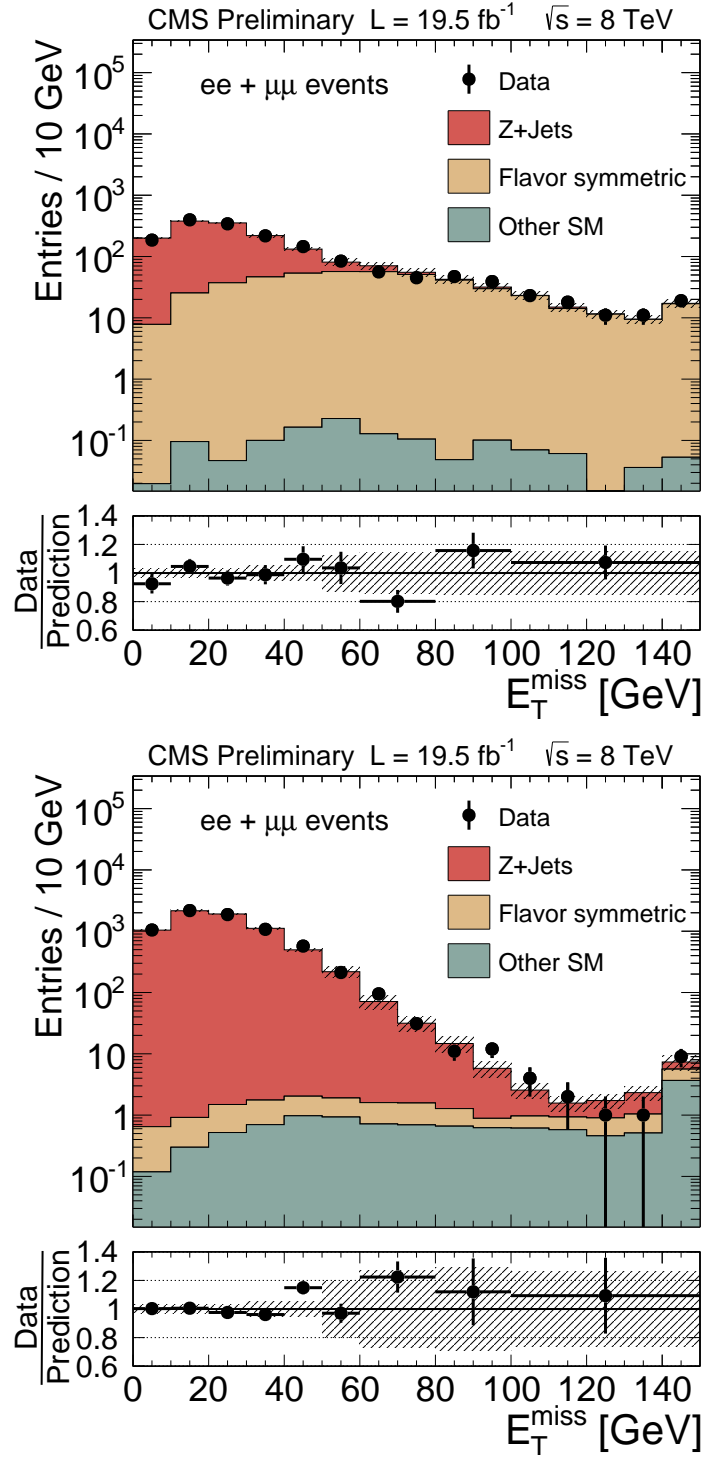 CMS Preliminary L = 19.5 fb⁻¹ √s = 8 TeV
Entries / 10 GeV
10⁵
10⁴
10³
10²
10
1
10⁻¹
ee + μμ events
Data
Z+Jets
Flavor symmetric
Other SM
Data
Prediction
1.4
1.2
1
0.8
0.6
0 20 40 60 80 100 120 140
E_T^miss [GeV]
CMS Preliminary L = 19.5 fb⁻¹ √s = 8 TeV
Entries / 10 GeV
10⁵
10⁴
10³
10²
10
1
10⁻¹
ee + μμ events
Data
Z+Jets
Flavor symmetric
Other SM
Data
Prediction
1.4
1.2
1
0.8
0.6
0 20 40 60 80 100 120 140
E_T^miss [GeV]